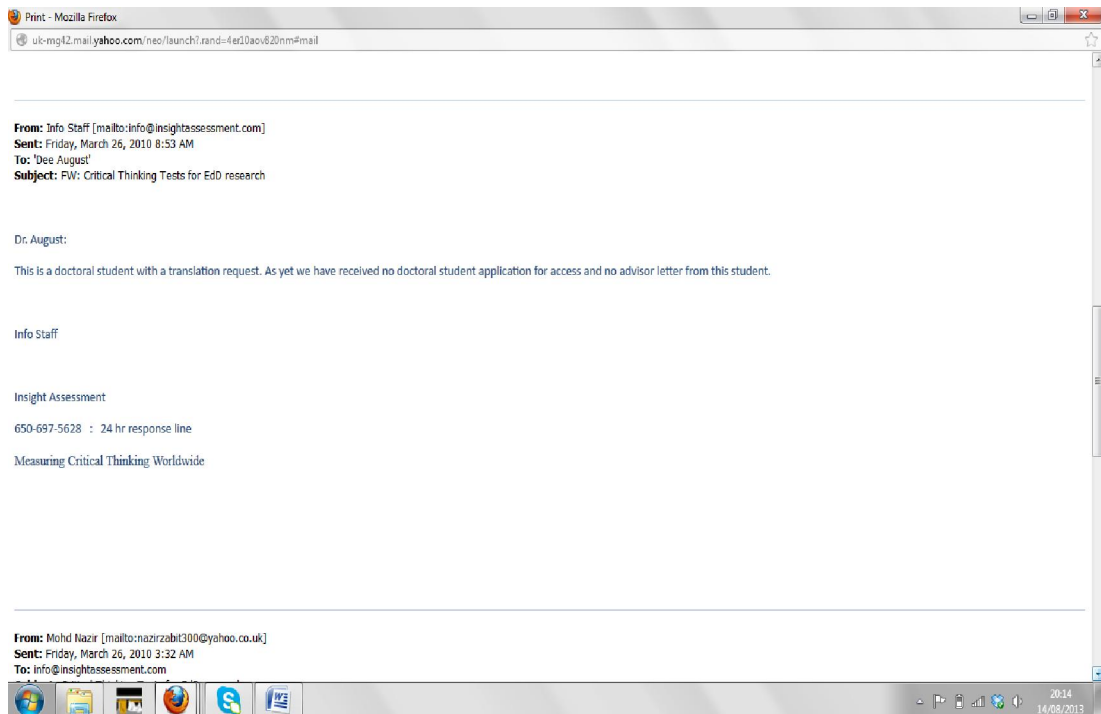 Print - Mozilla Firefox
uk-mg42.mail.yahoo.com/neo/launch?.rand=4er10aov820nm#mail
From: Info Staff [mailto:info@insightassessment.com]
Sent: Friday, March 26, 2010 8:53 AM
To: 'Dee August'
Subject: FW: Critical Thinking Tests for EdD research
Dr. August:
This is a doctoral student with a translation request. As yet we have received no doctoral student application for access and no advisor letter from this student.
Info Staff
Insight Assessment
650-697-5628 : 24 hr response line
Measuring Critical Thinking Worldwide
From: Mohd Nazir [mailto:nazirzabit300@yahoo.co.uk]
Sent: Friday, March 26, 2010 3:32 AM
To: info@insightassessment.com
20:14
14/08/2013